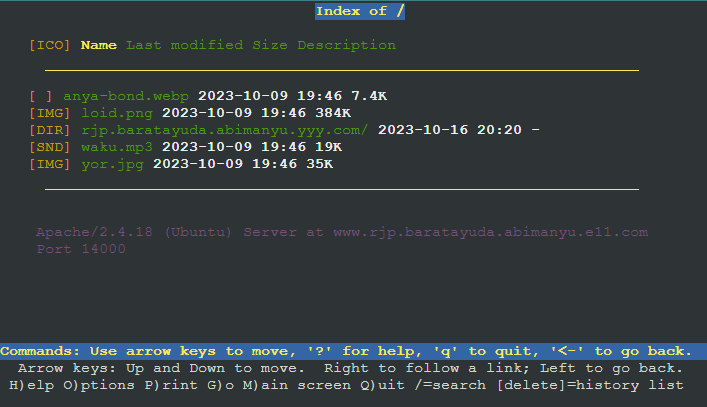 Index of /
[ICO] Name Last modified Size Description
[ ] anya-bond.webp 2023-10-09 19:46 7.4K
[IMG] loid.png 2023-10-09 19:46 384K
[DIR] rjp.baratayuda.abimanyu.yyy.com/ 2023-10-16 20:20 -
[SND] waku.mp3 2023-10-09 19:46 19K
[IMG] yor.jpg 2023-10-09 19:46 35K
Apache/2.4.18 (Ubuntu) Server at www.rjp.baratayuda.abimanyu.e11.com
Port 14000
Commands: Use arrow keys to move, '?' for help, 'q' to quit, '<-' to go back.
Arrow keys: Up and Down to move.  Right to follow a link; Left to go back.
H)elp O)ptions P)rint G)o M)ain screen Q)uit /=search [delete]=history list